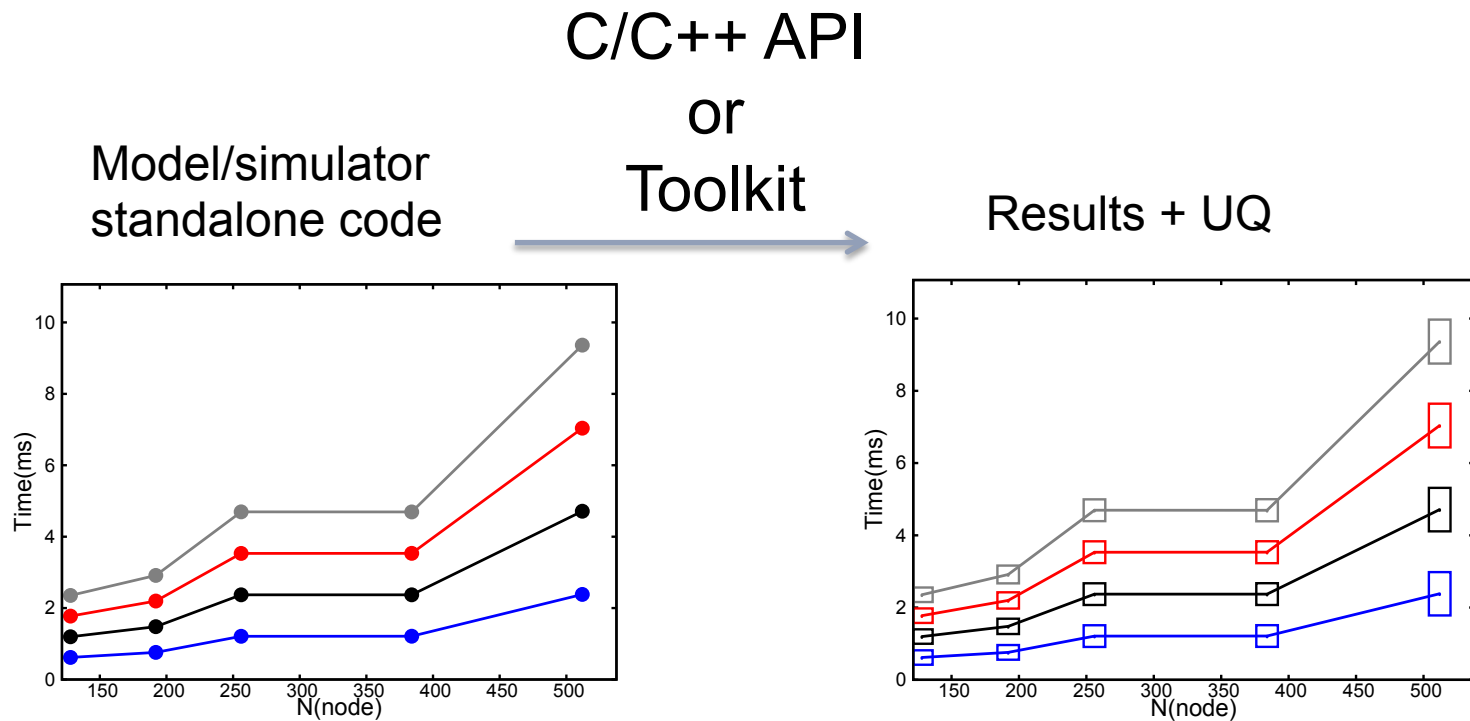 C/C++ API
or
Toolkit
Model/simulator
standalone code
Results + UQ
10
8
6
4
2
0
Time(ms)
150 200 250 300 350 400 450 500
N(node)
10
8
6
4
2
0
Time(ms)
150 200 250 300 350 400 450 500
N(node)